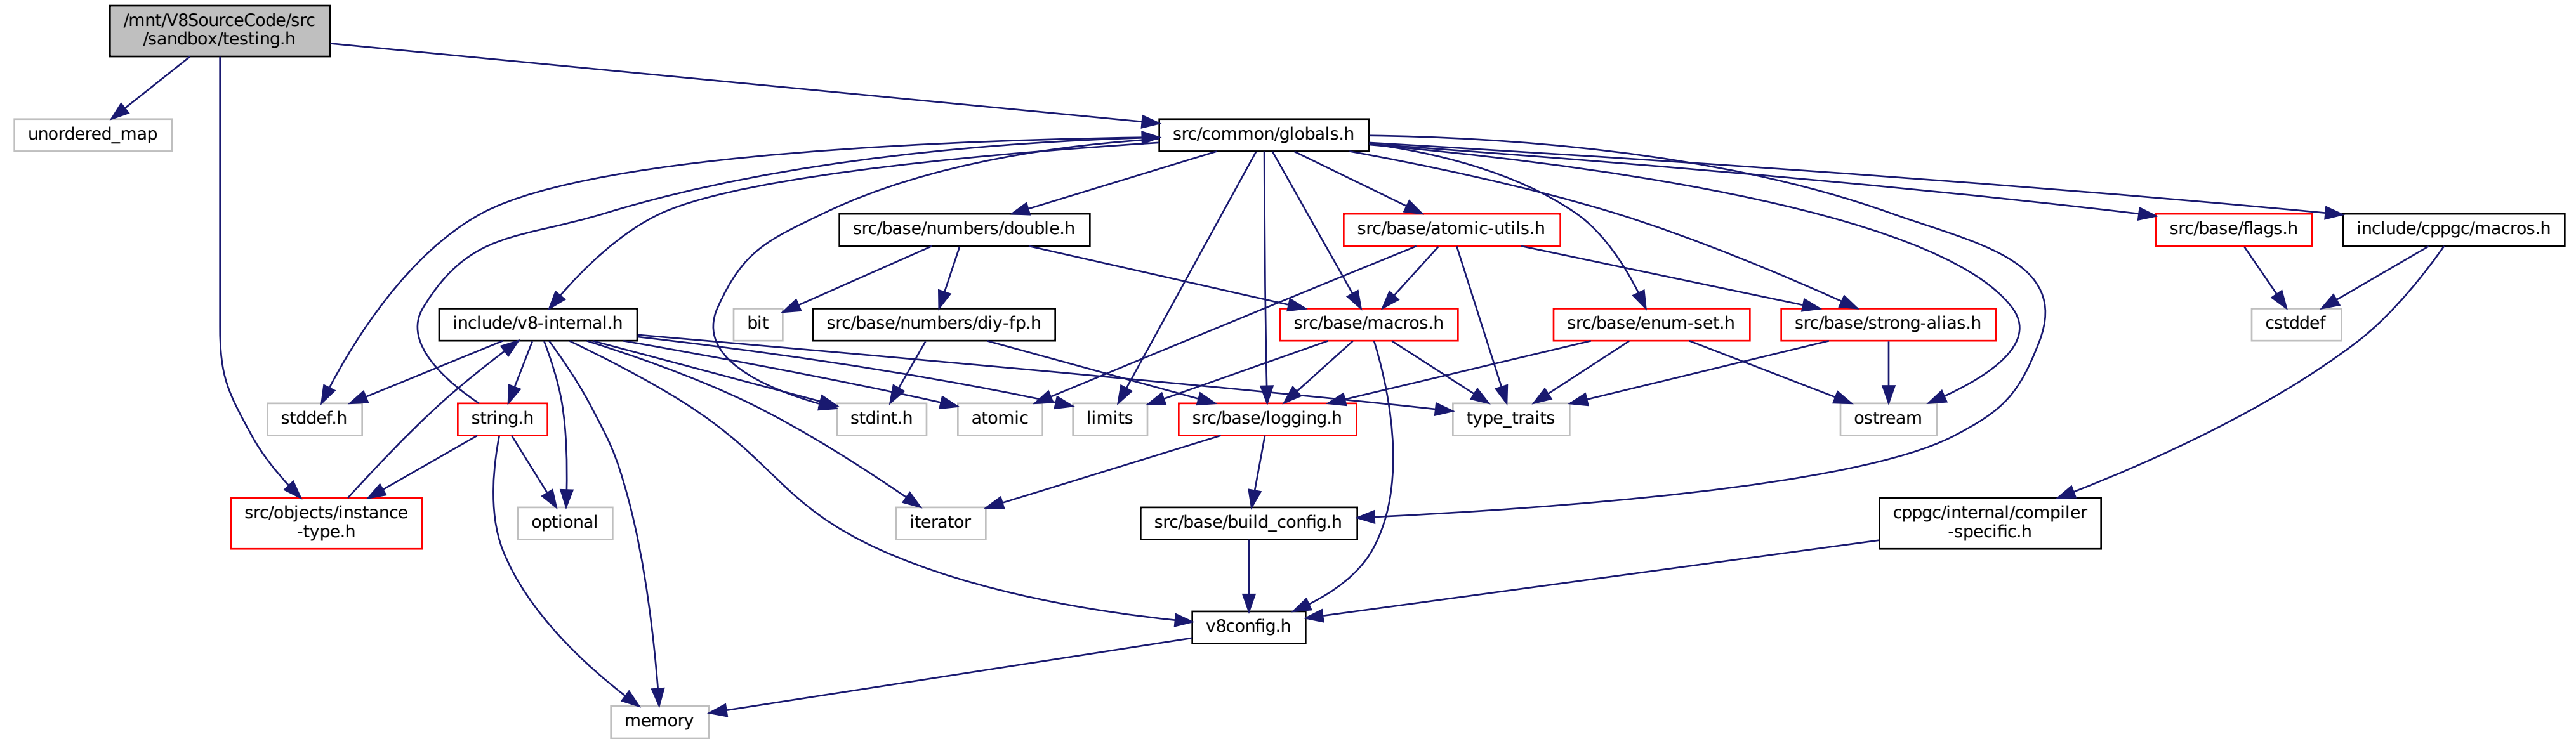 /mnt/V8SourceCode/src
/sandbox/testing.h
unordered_map
src/common/globals.h
src/base/numbers/double.h
src/base/atomic-utils.h
src/base/flags.h
include/cppgc/macros.h
include/v8-internal.h
bit
src/base/numbers/diy-fp.h
src/base/macros.h
src/base/enum-set.h
src/base/strong-alias.h
cstddef
stddef.h
string.h
stdint.h
atomic
limits
src/base/logging.h
type_traits
ostream
src/objects/instance
-type.h
optional
iterator
src/base/build_config.h
cppgc/internal/compiler
-specific.h
v8config.h
memory